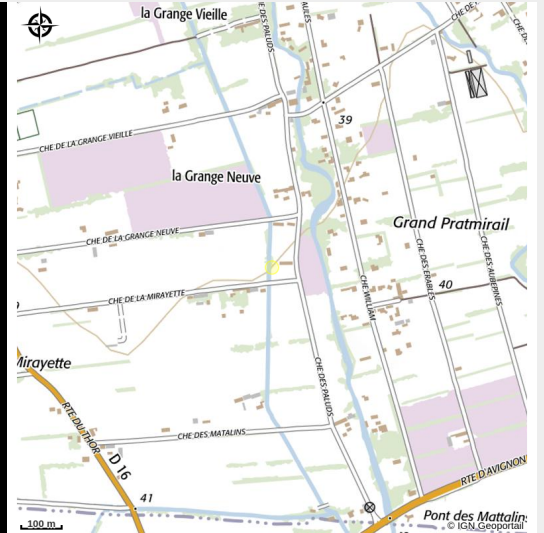 la Grange Vieille
CHE DES PALUDS
CHE DE
39
CHE DE LA GRANGE VIEILLE
la Grange Neuve
Grand Pratmirail
CHE DE LA GRANGE NEUVE
CHE DES ERABLES
CHE DES AUBEPINES
CHE WILLIAM
40
CHE DE LA MIRAYETTE
Mirayette
CHE DES PALUDS
RTE DU THOR
CHE DES MATALINS
D 16
RTE D'AVIGNON
41
Pont des Mattalins
100 m
© IGN Geoportail